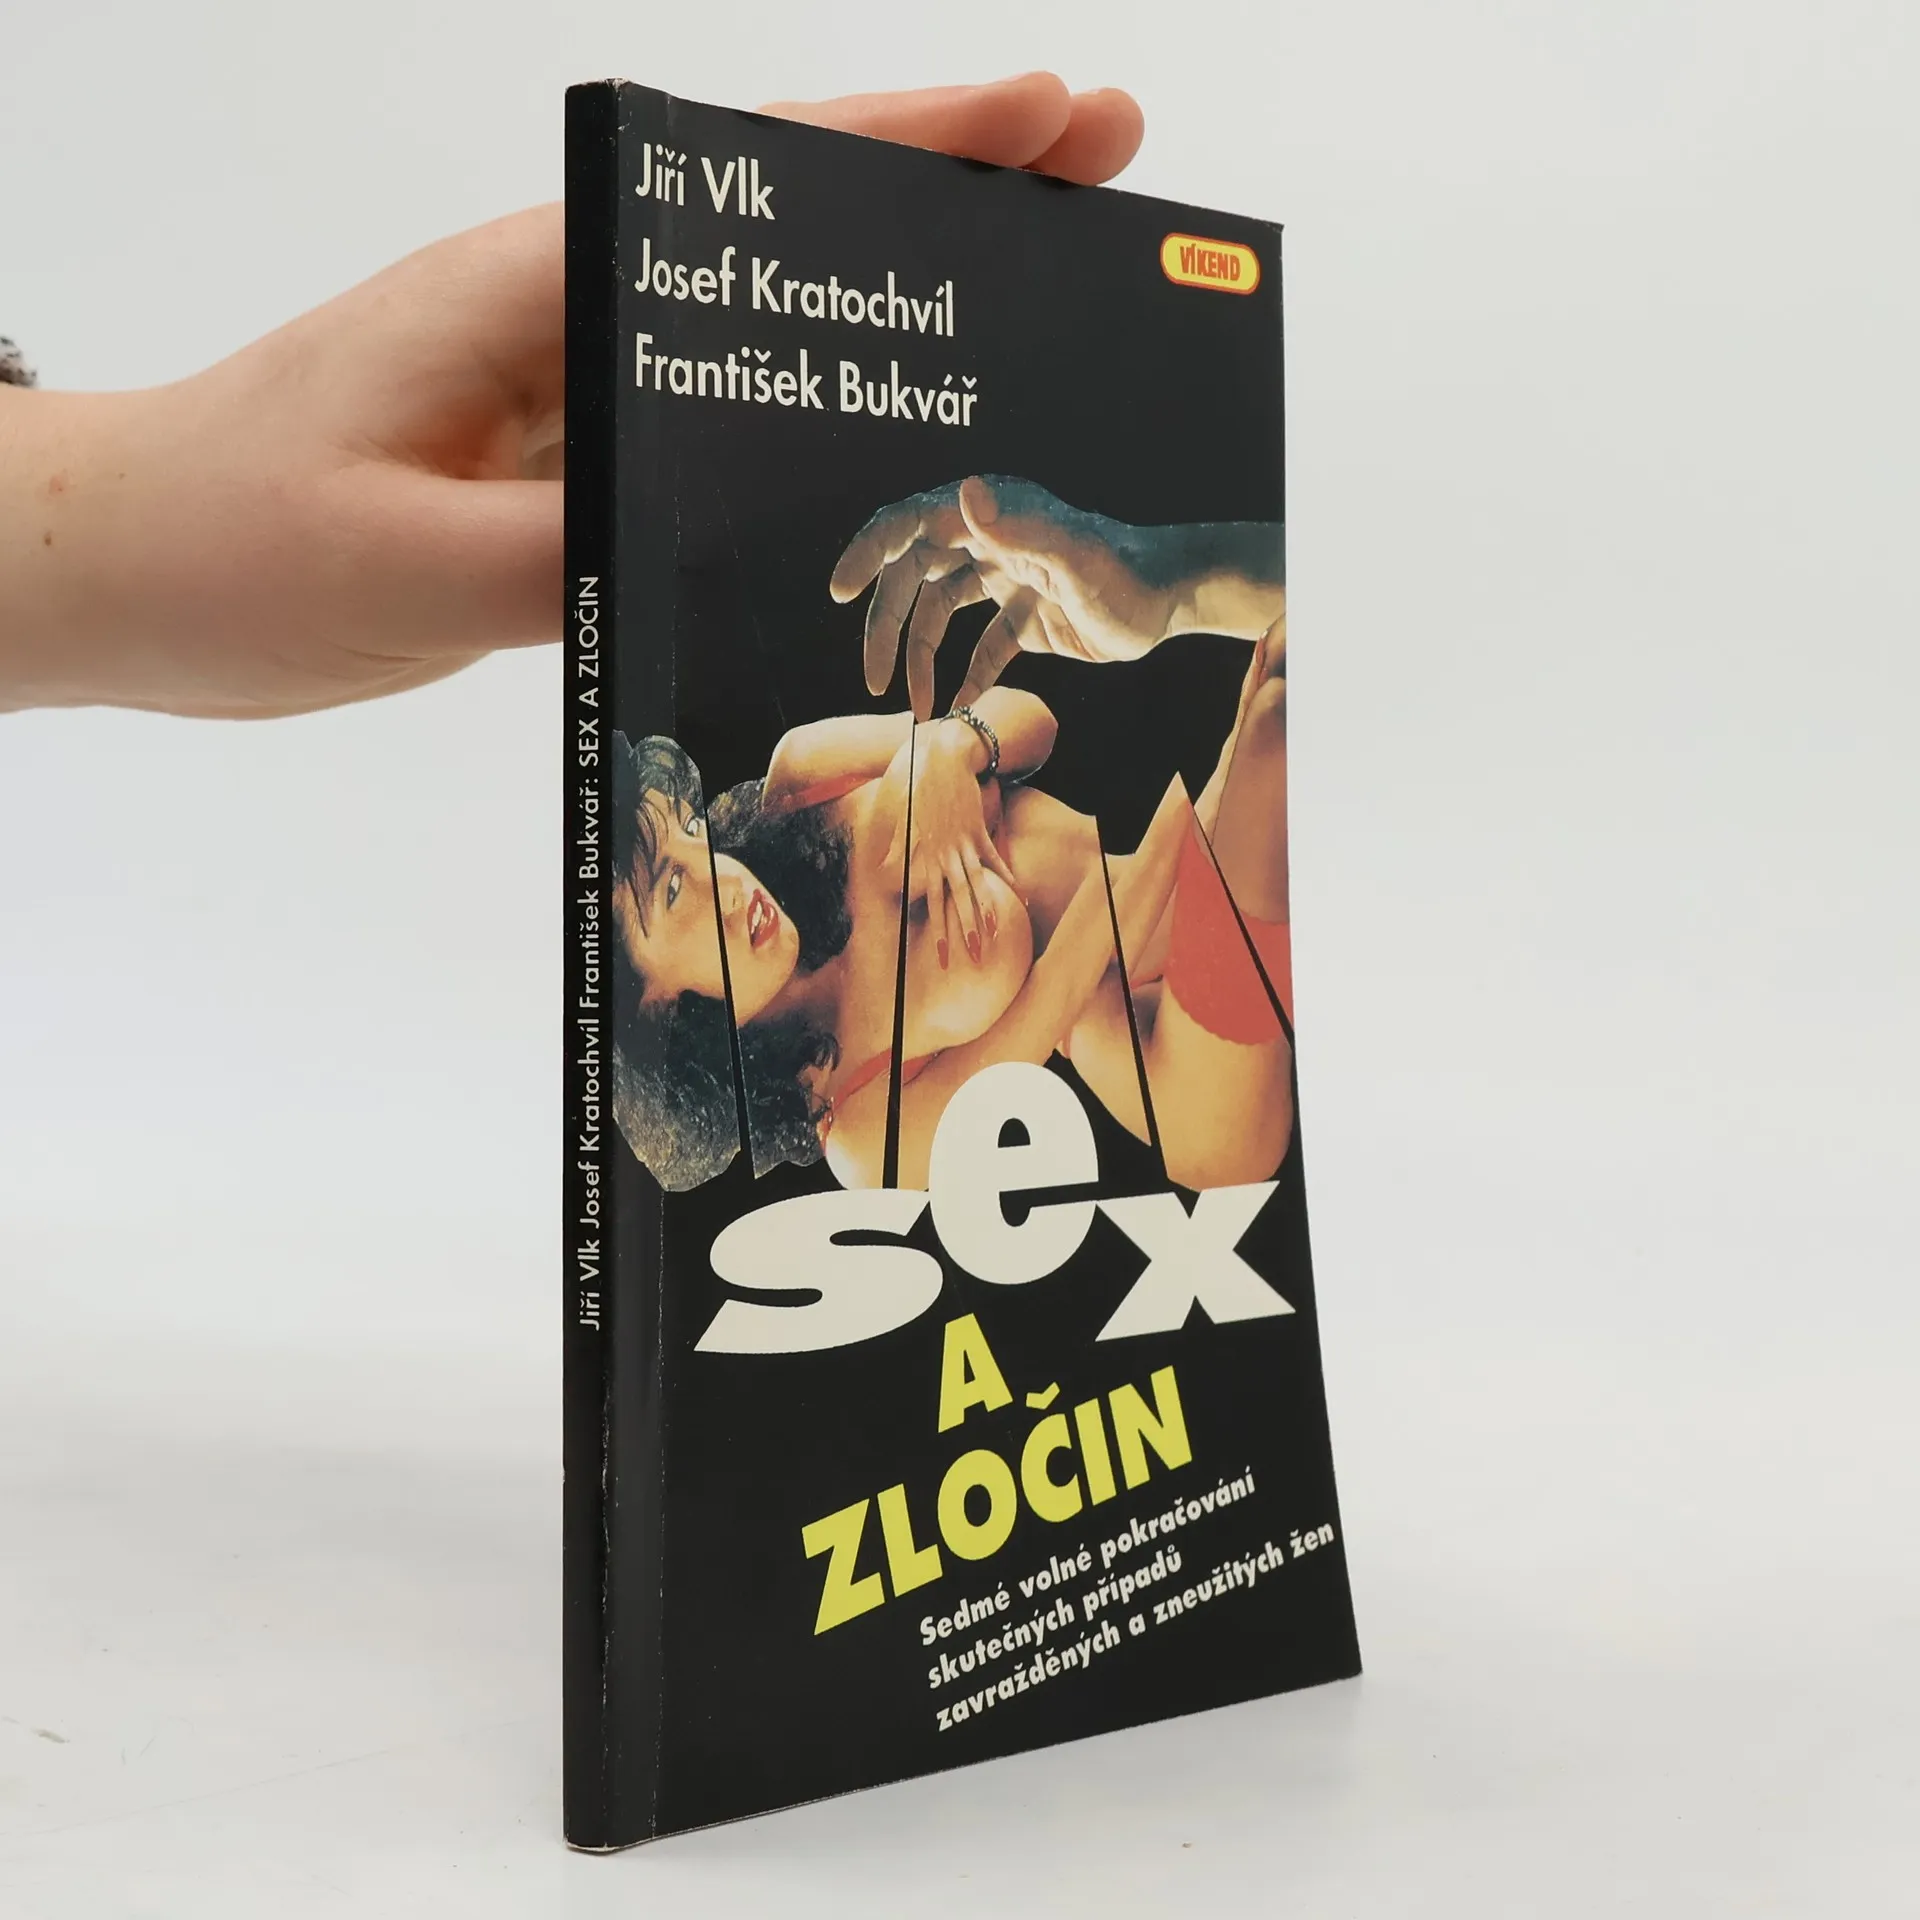 Jiří Vlk
Josef Kratochvíl
František Bukvář
VÍKEND
sex
A
ZLOČIN
Sedmé volné pokračování
skutečných případů
zavražděných a zneužitých žen
Jiří Vlk Josef Kratochvíl František Bukvář: SEX A ZLOČIN